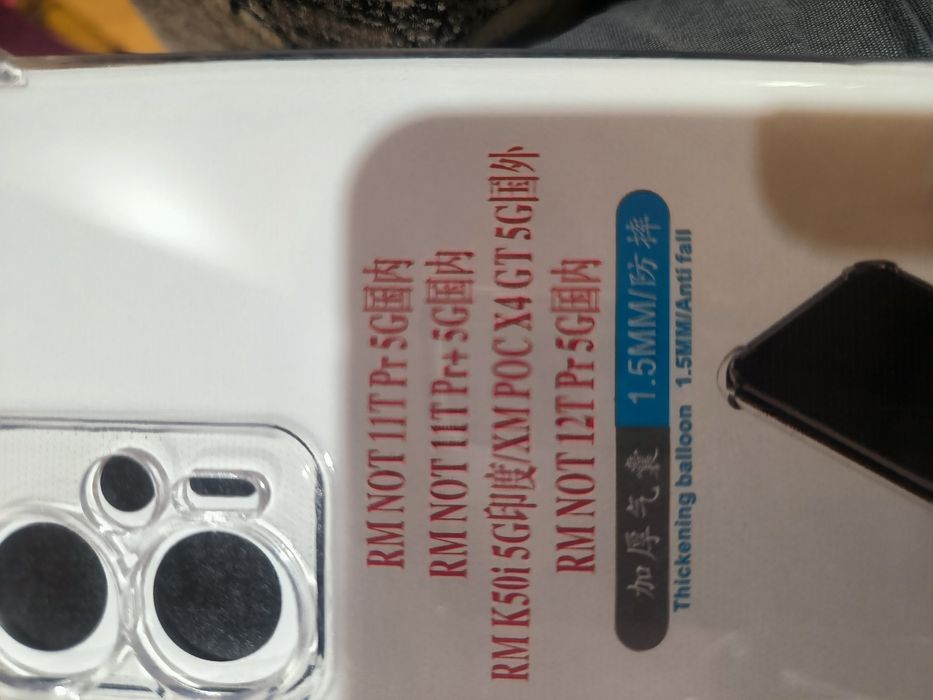 RM NOT 11T Pr 5G国内
RM NOT 11T Pr+ 5G国内
RM K50i 5G印度/XM POC X4 GT 5G国外
RM NOT 12T Pr 5G国内
加厚气囊 1.5MM/防摔
Thickening balloon 1.5MM/Anti fall